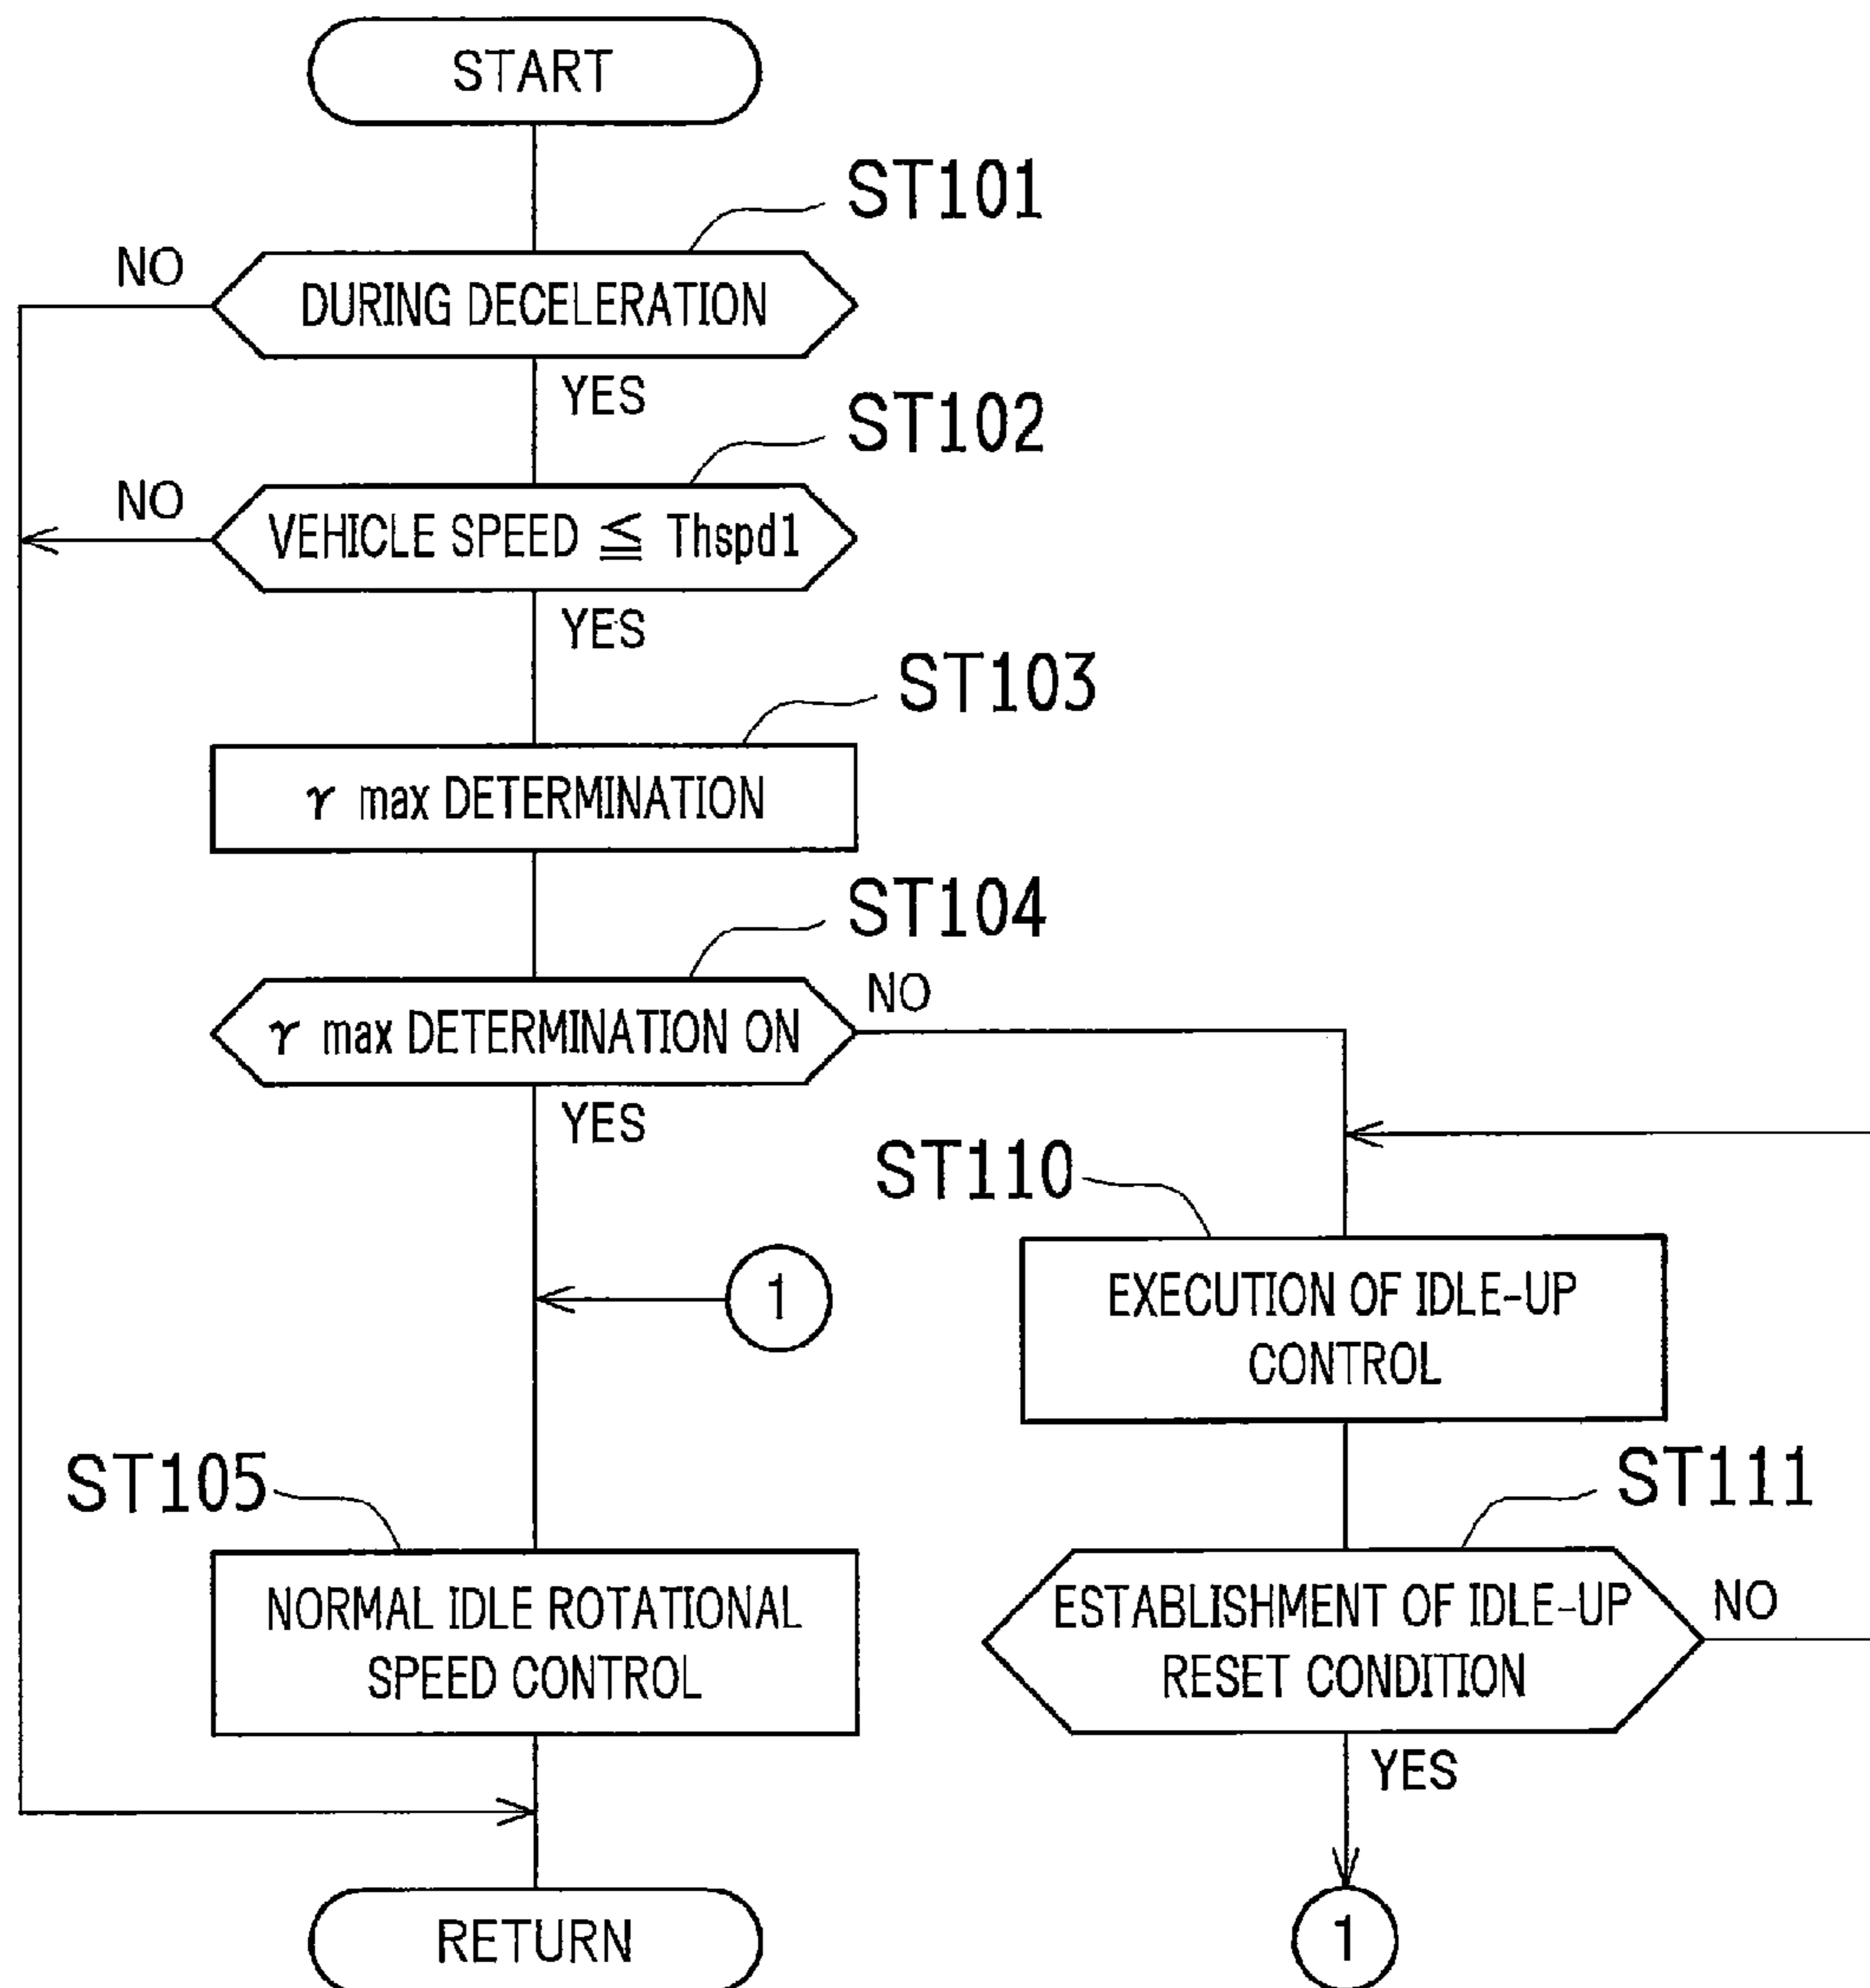 START
ST101
NO
DURING DECELERATION
YES
ST102
NO
VEHICLE SPEED ≦ Thspd1
YES
ST103
γ max DETERMINATION
ST104
γ max DETERMINATION ON
NO
YES
ST110
1
EXECUTION OF IDLE-UP
CONTROL
ST105
ST111
NORMAL IDLE ROTATIONAL
SPEED CONTROL
ESTABLISHMENT OF IDLE-UP
RESET CONDITION
NO
YES
RETURN
1